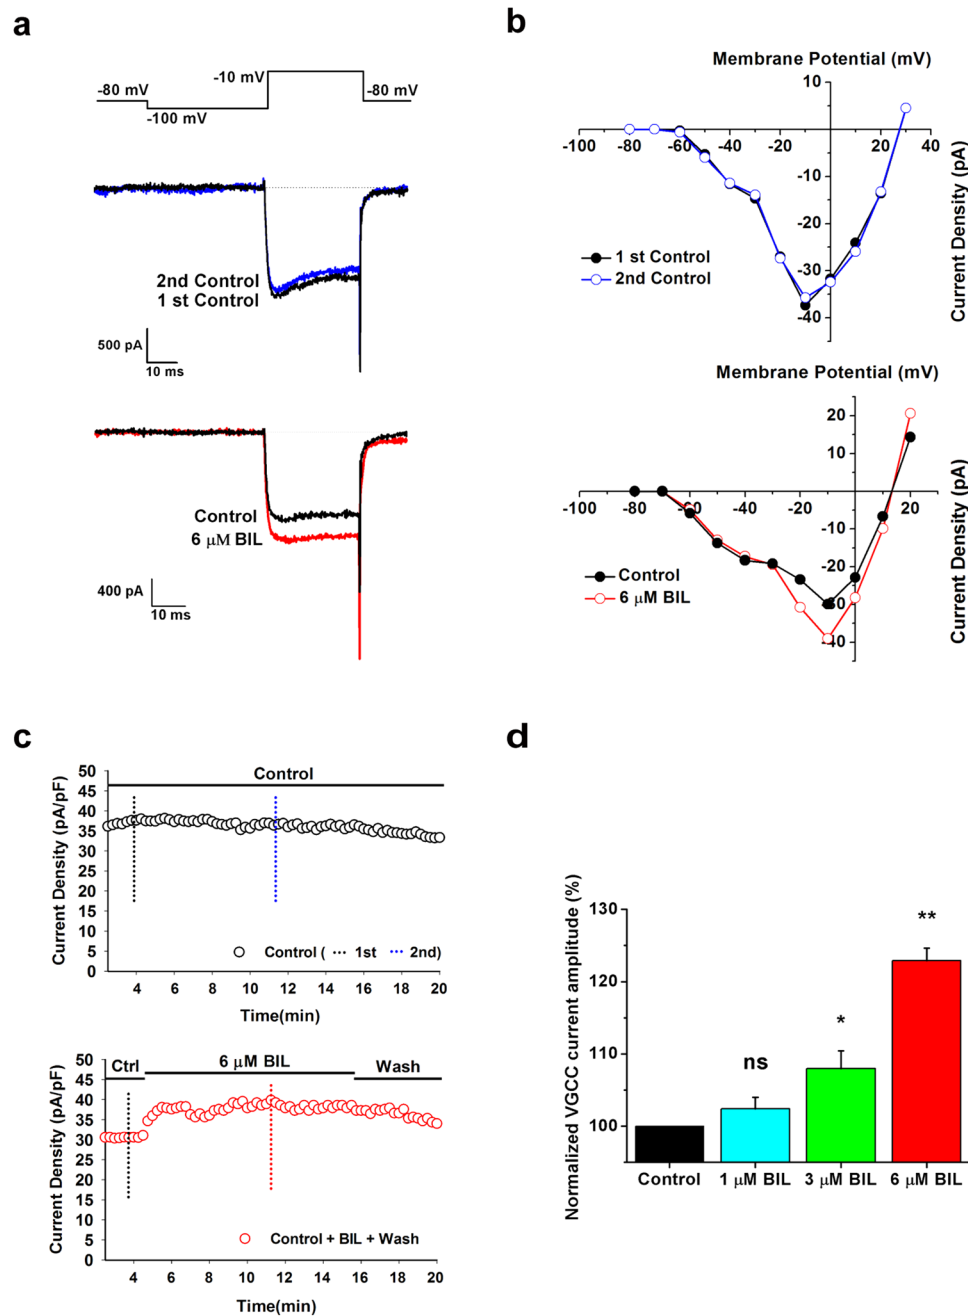 a
-10 mV
-80 mV
-80 mV
-100 mV
2nd Control
1 st Control
500 pA
10 ms
Control
6 μM BIL
400 pA
10 ms
b
Membrane Potential (mV)
10
-100 -80 -60 -40 -20 0 20 40
-10
-20
-30
-40
1 st Control
2nd Control
Current Density (pA)
Membrane Potential (mV)
20
10
-100 -80 -60 -40 -20 0 20
-10
-20
-30
-40
Control
6 μM BIL
Current Density (pA)
c
Control
50
45
40
35
30
25
20
15
10
5
0
Current Density (pA/pF)
Control ( 1st 2nd)
4 6 8 10 12 14 16 18 20
Time(min)
Ctrl 6 μM BIL Wash
50
45
40
35
30
25
20
15
10
5
0
Current Density (pA/pF)
Control + BIL + Wash
4 6 8 10 12 14 16 18 20
Time(min)
d
Normalized VGCC current amplitude (%)
130
120
110
100
ns
*
**
Control 1 μM BIL 3 μM BIL 6 μM BIL